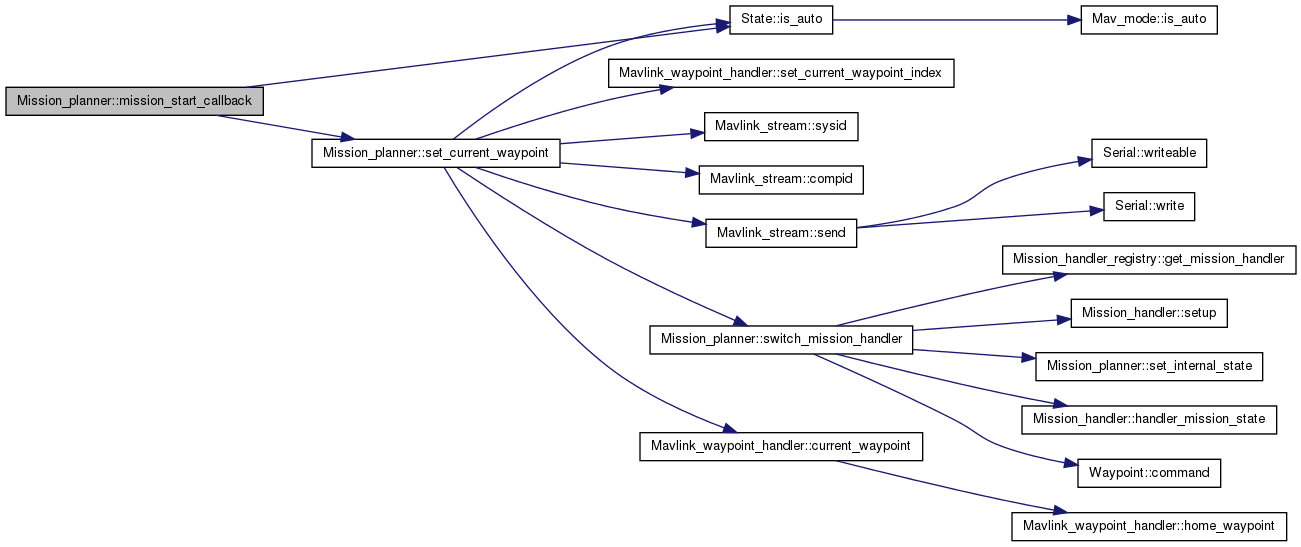 Mission_planner::mission_start_callback
Mission_planner::set_current_waypoint
State::is_auto
Mav_mode::is_auto
Mavlink_waypoint_handler::set_current_waypoint_index
Mavlink_stream::sysid
Mavlink_stream::compid
Mavlink_stream::send
Serial::writeable
Serial::write
Mission_planner::switch_mission_handler
Mission_handler_registry::get_mission_handler
Mission_handler::setup
Mission_planner::set_internal_state
Mission_handler::handler_mission_state
Waypoint::command
Mavlink_waypoint_handler::current_waypoint
Mavlink_waypoint_handler::home_waypoint